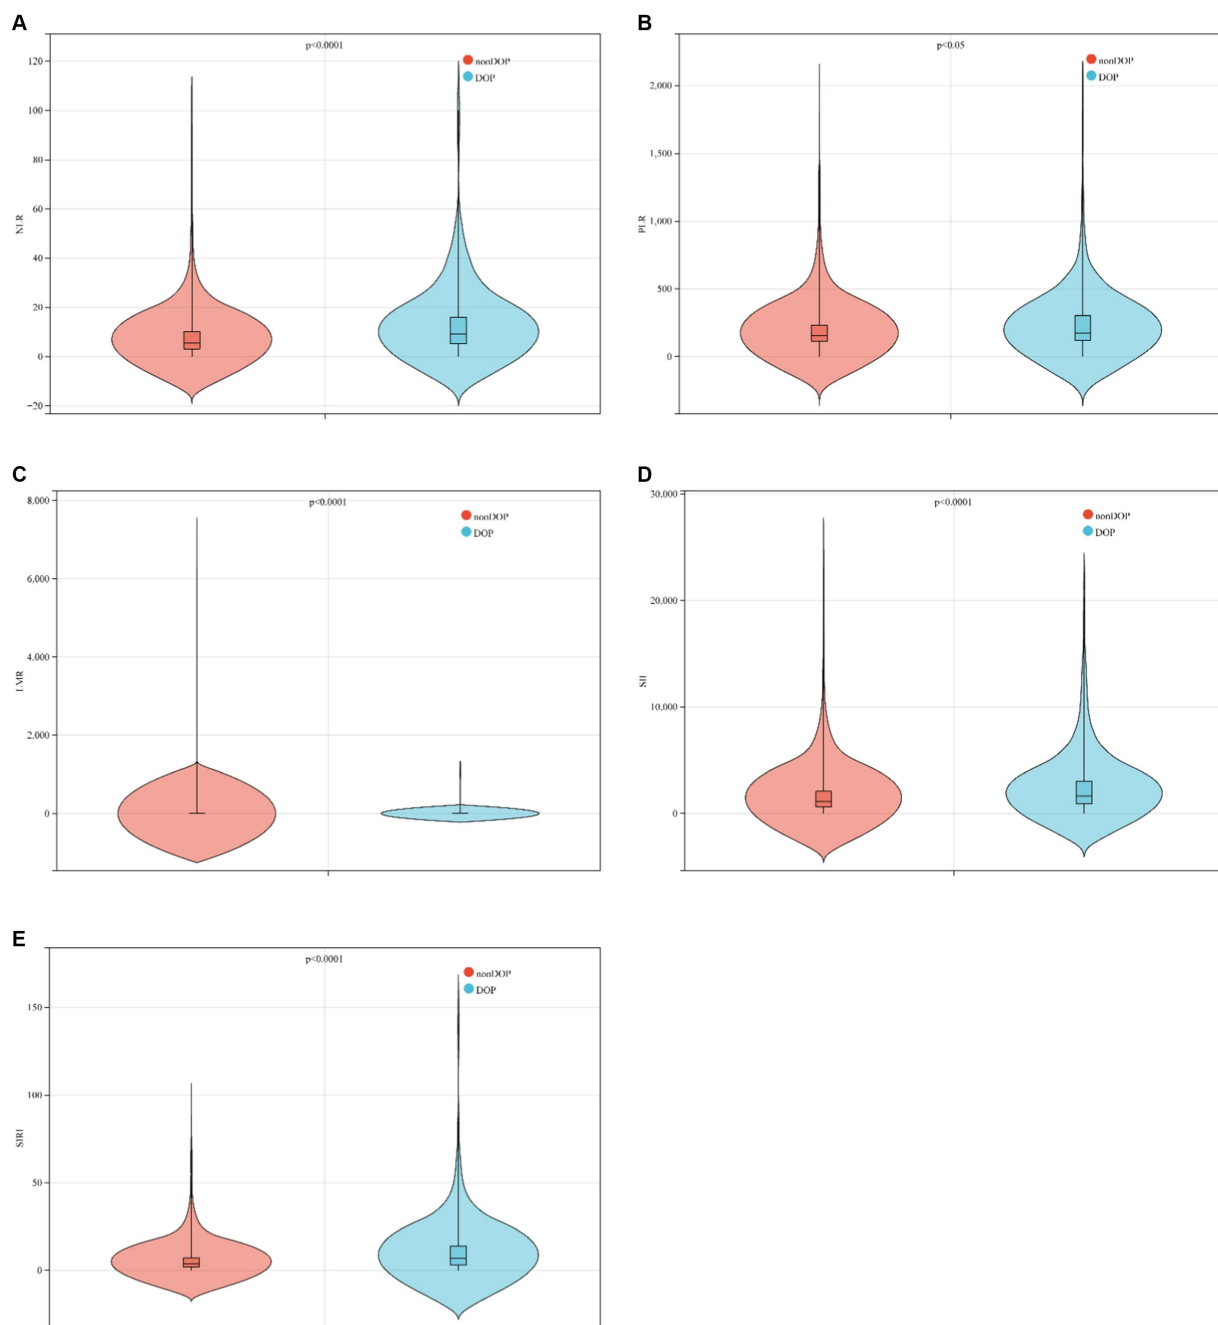 A
p<0.0001
nonDOP
DOP
120
100
80
60
40
20
0
−20
NLR
B
p<0.05
nonDOP
DOP
2,000
1,500
1,000
500
0
PLR
C
p<0.0001
nonDOP
DOP
8,000
6,000
4,000
2,000
0
LMR
D
p<0.0001
nonDOP
DOP
30,000
20,000
10,000
0
SII
E
p<0.0001
nonDOP
DOP
150
100
50
0
SIRI